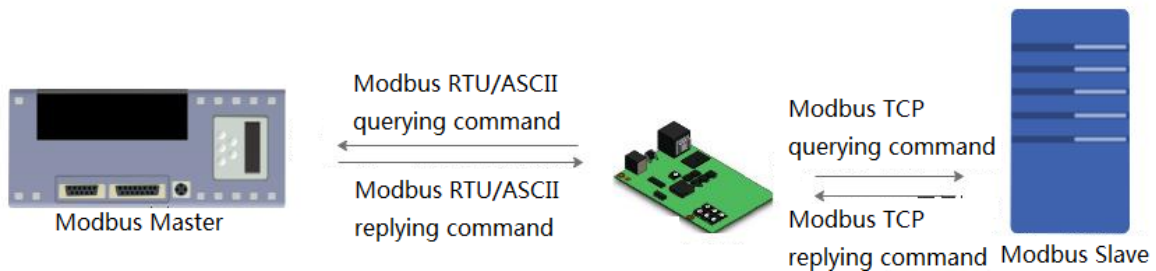 Modbus RTU/ASCII
querying command
Modbus RTU/ASCII
replying command
Modbus Master
Modbus TCP
querying command
Modbus TCP
replying command
Modbus Slave